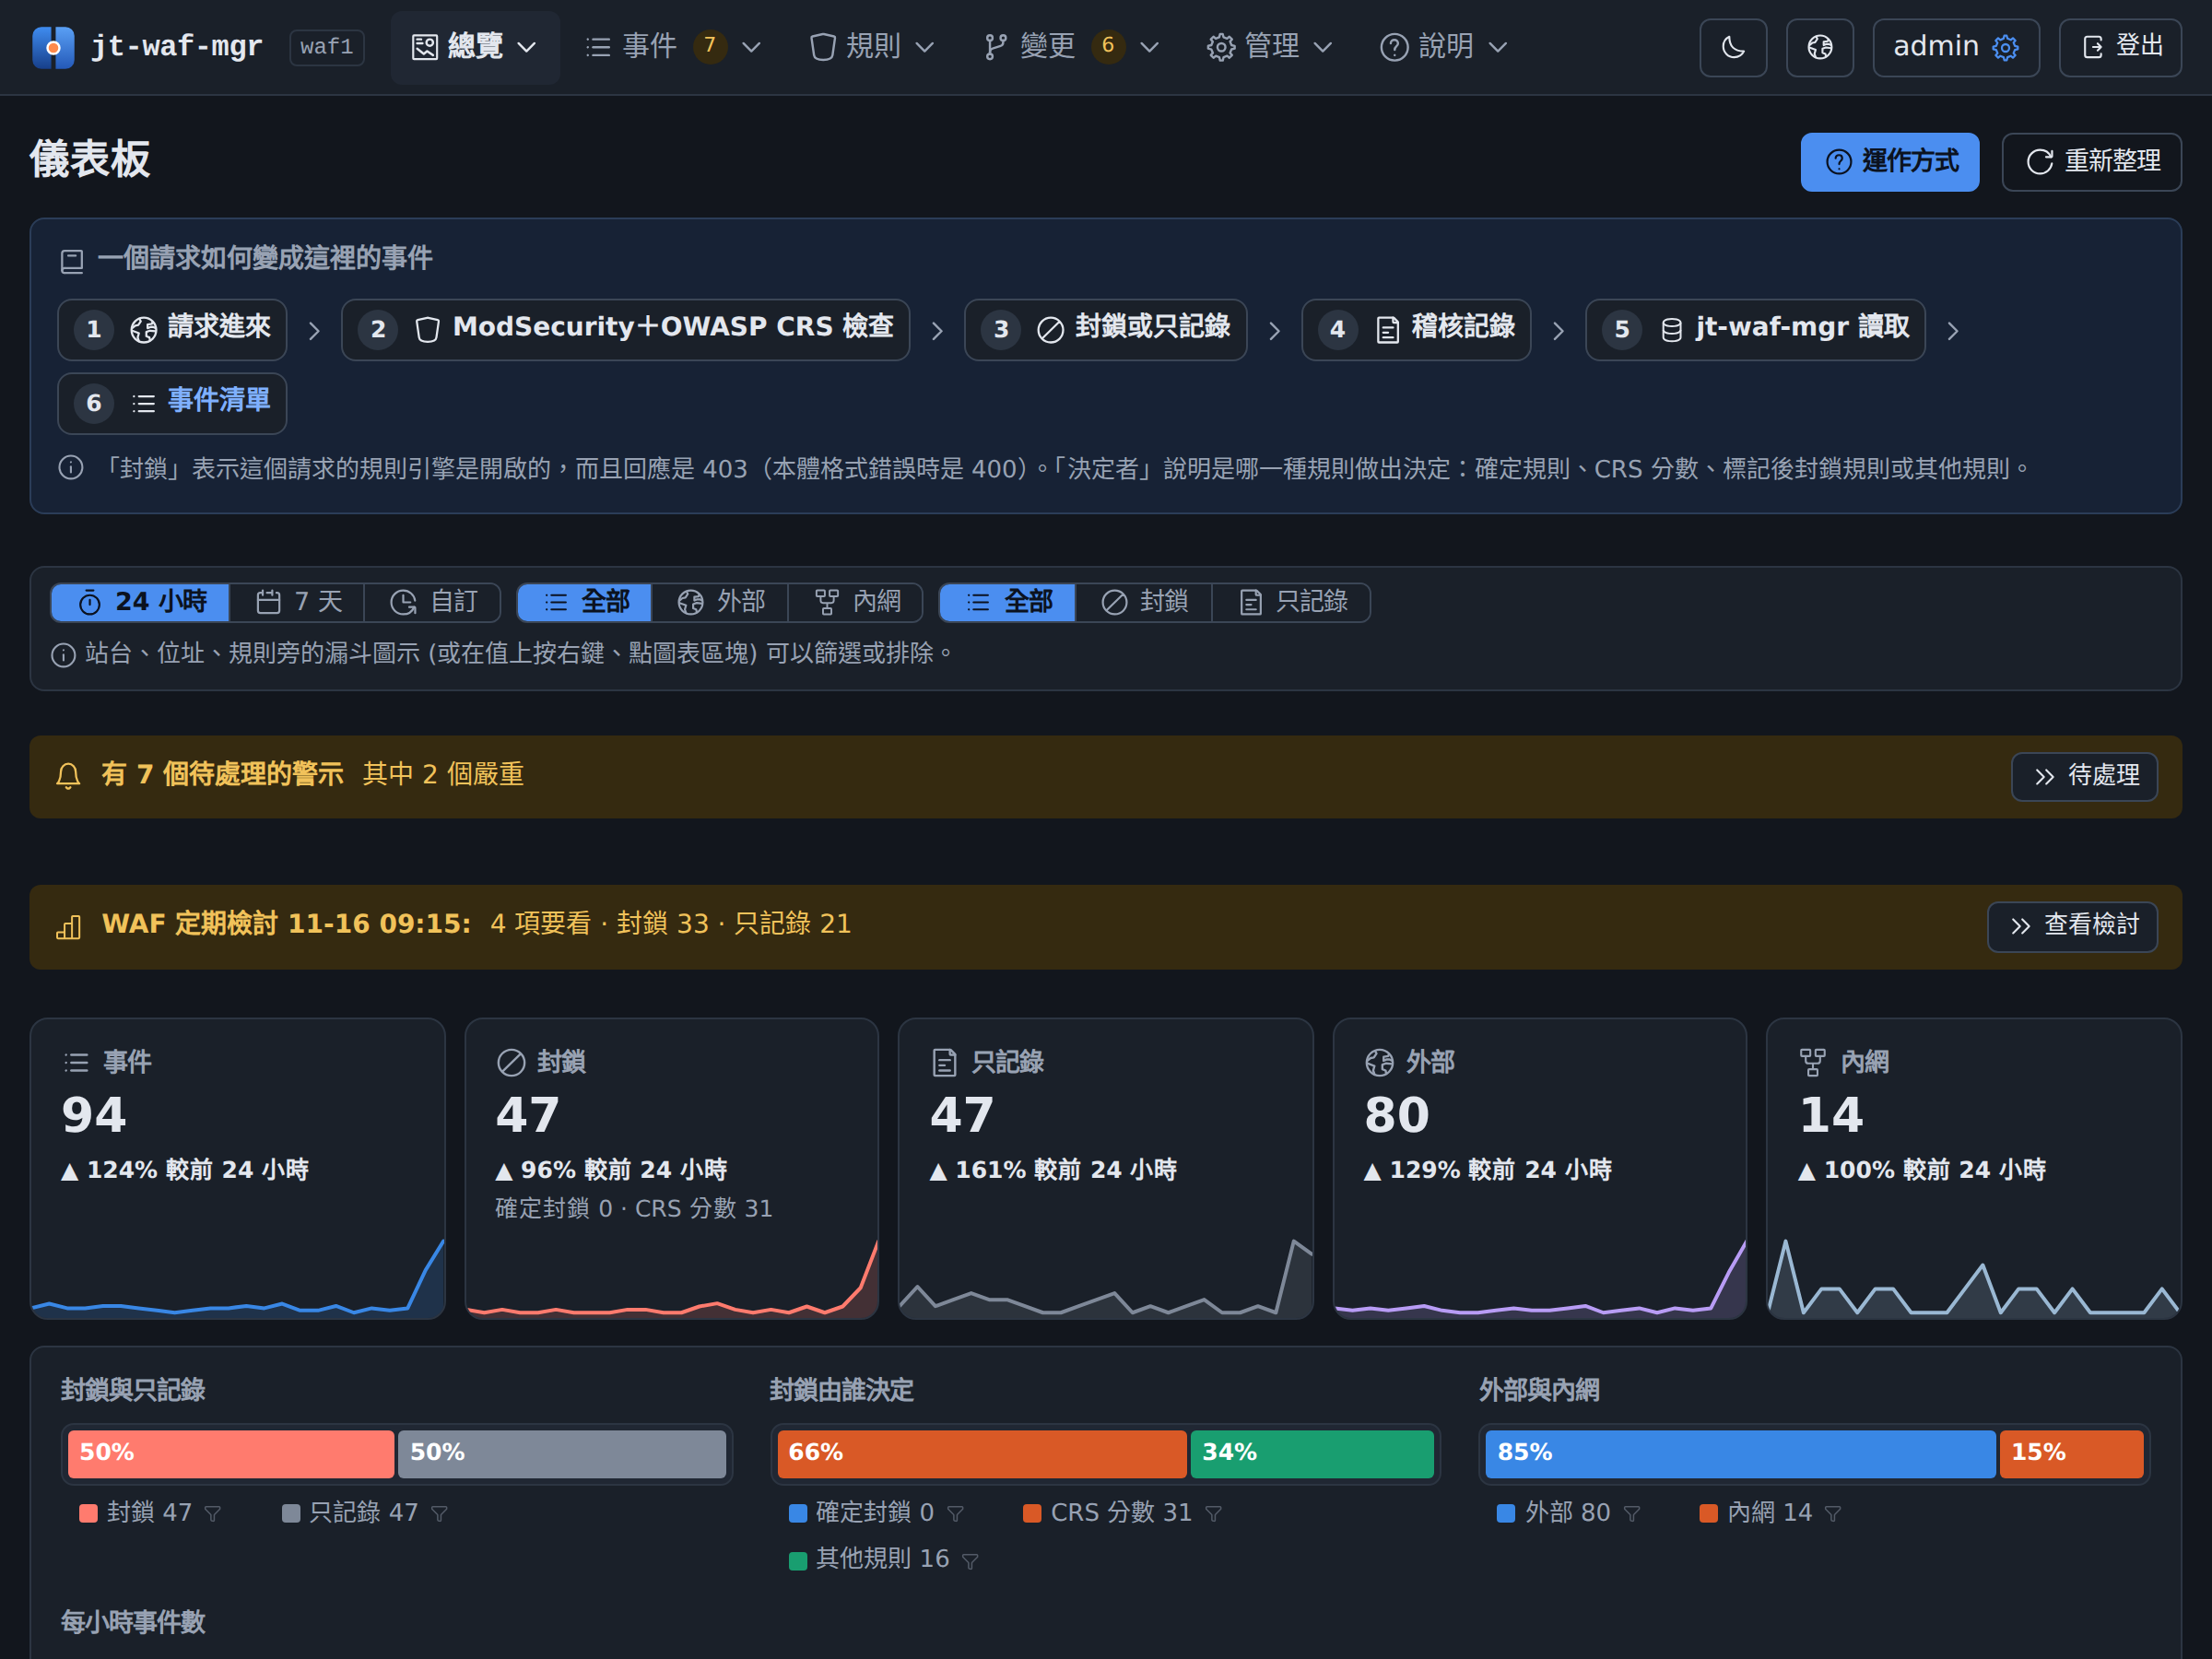 jt-waf-mgr waf1 總覽 事件 7 規則 變更 6 管理 說明 admin 登出
儀表板 運作方式 重新整理
一個請求如何變成這裡的事件
1 請求進來 2 ModSecurity+OWASP CRS 檢查 3 封鎖或只記錄 4 稽核記錄 5 jt-waf-mgr 讀取
6 事件清單
「封鎖」表示這個請求的規則引擎是開啟的，而且回應是 403（本體格式錯誤時是 400）。「決定者」說明是哪一種規則做出決定：確定規則、CRS 分數、標記後封鎖規則或其他規則。
24 小時 7 天 自訂 全部 外部 內網 全部 封鎖 只記錄
站台、位址、規則旁的漏斗圖示 (或在值上按右鍵、點圖表區塊) 可以篩選或排除。
有 7 個待處理的警示 其中 2 個嚴重 待處理
WAF 定期檢討 11-16 09:15: 4 項要看 · 封鎖 33 · 只記錄 21 查看檢討
事件 封鎖 只記錄 外部 內網
94 47 47 80 14
▲ 124% 較前 24 小時 ▲ 96% 較前 24 小時 ▲ 161% 較前 24 小時 ▲ 129% 較前 24 小時 ▲ 100% 較前 24 小時
確定封鎖 0 · CRS 分數 31
封鎖與只記錄 封鎖由誰決定 外部與內網
50% 50% 66% 34% 85% 15%
封鎖 47 只記錄 47 確定封鎖 0 CRS 分數 31 外部 80 內網 14
其他規則 16
每小時事件數